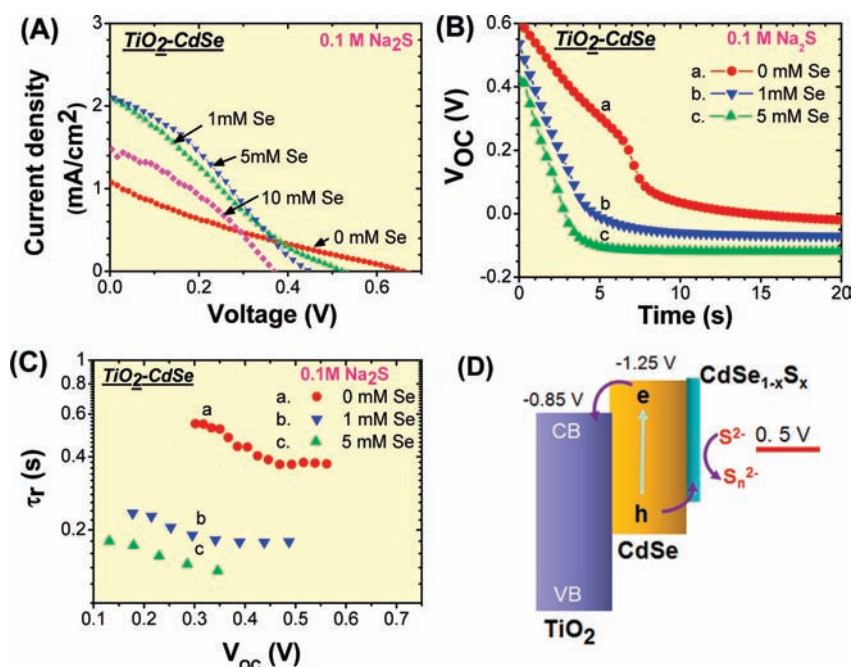 (A)
TiO2-CdSe
0.1 M Na2S
Current density
(mA/cm²)
3
2
1
0
1mM Se
5mM Se
10 mM Se
0 mM Se
0.0 0.2 0.4 0.6
Voltage (V)
(B)
TiO2-CdSe
0.1 M Na2S
a. 0 mM Se
b. 1mM Se
c. 5 mM Se
VOC (V)
0.6
0.4
0.2
0.0
-0.2
a
b
c
0 5 10 15 20
Time (s)
(C)
TiO2-CdSe
0.1M Na2S
a. 0 mM Se
b. 1 mM Se
c. 5 mM Se
τr (s)
1
0.8
0.6
0.4
0.2
a
b
c
0.1 0.2 0.3 0.4 0.5 0.6 0.7
VOC (V)
(D)
-1.25 V
CdSe1-xSx
-0.85 V
e
CB
S2-
0. 5 V
Sn2-
h
CdSe
VB
TiO2